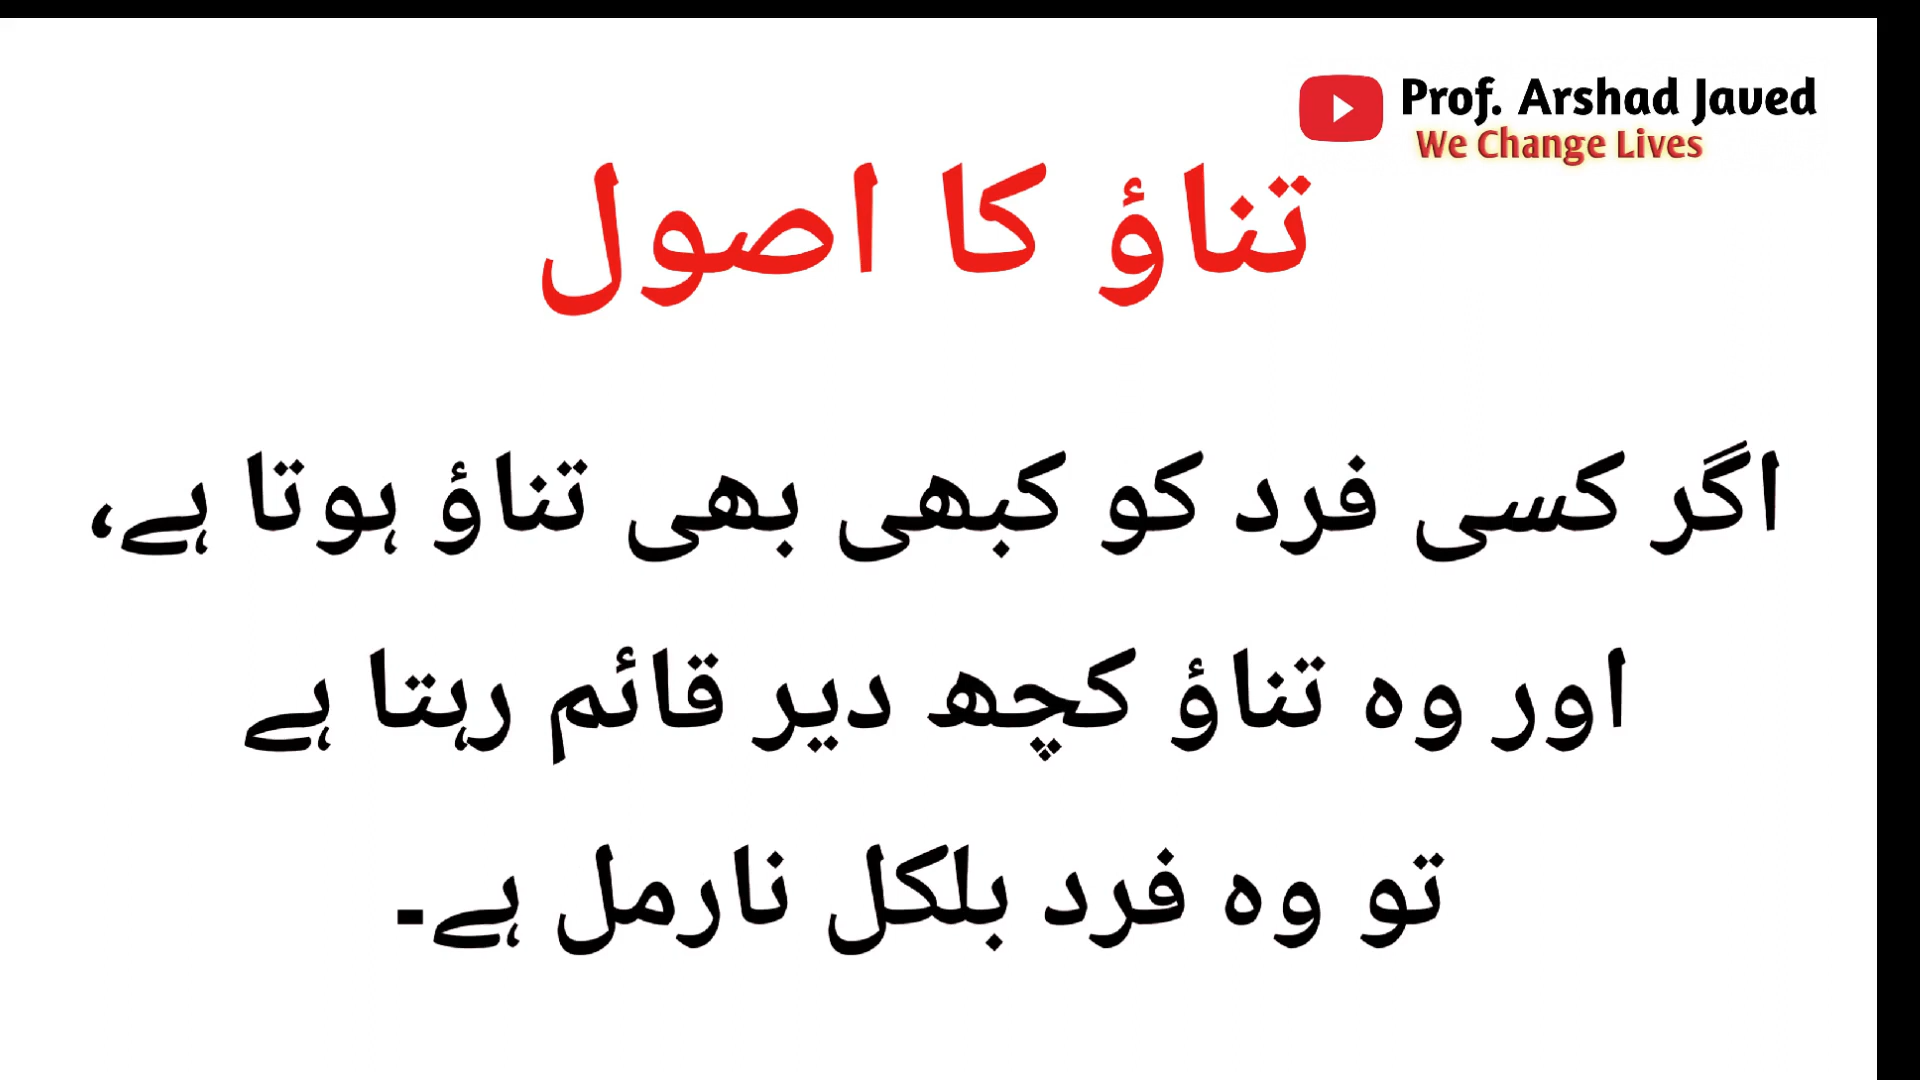 Prof. Arshad Javed
We Change Lives
تناؤ کا اصول
اگر کسی فرد کو کبھی بھی تناؤ ہوتا ہے،
اور وہ تناؤ کچھ دیر قائم رہتا ہے
تو وہ فرد بلکل نارمل ہے۔